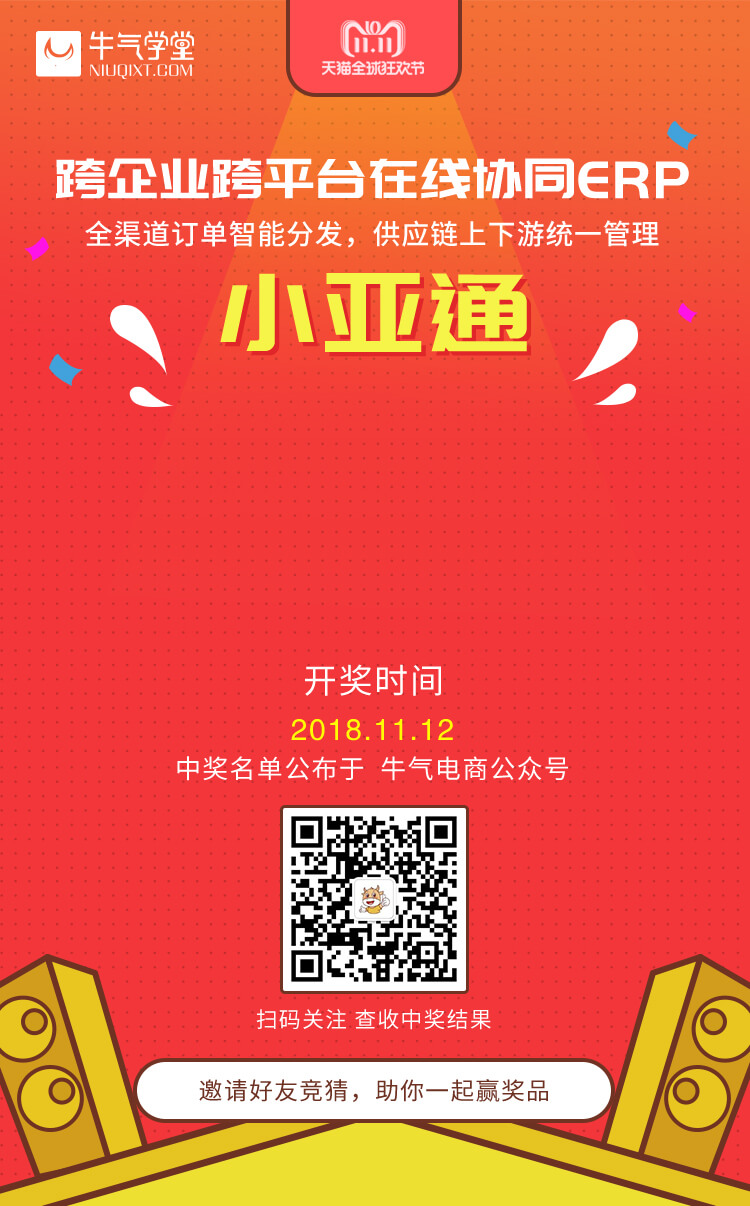 牛气学堂
NIUQIXT.COM
10
11.11
天猫全球狂欢节
跨企业跨平台在线协同ERP
全渠道订单智能分发，供应链上下游统一管理
小亚通
开奖时间
2018.11.12
中奖名单公布于 牛气电商公众号
扫码关注 查收中奖结果
邀请好友竞猜，助你一起赢奖品